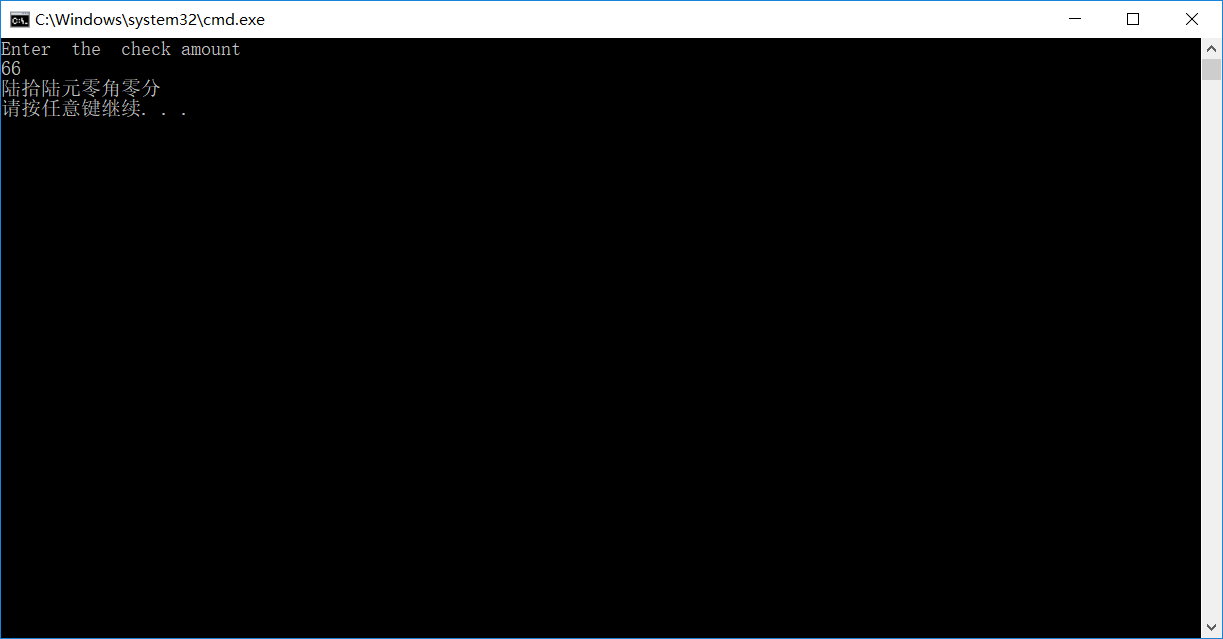 C:\Windows\system32\cmd.exe
Enter  the  check amount
66
陆拾陆元零角零分
请按任意键继续. . .